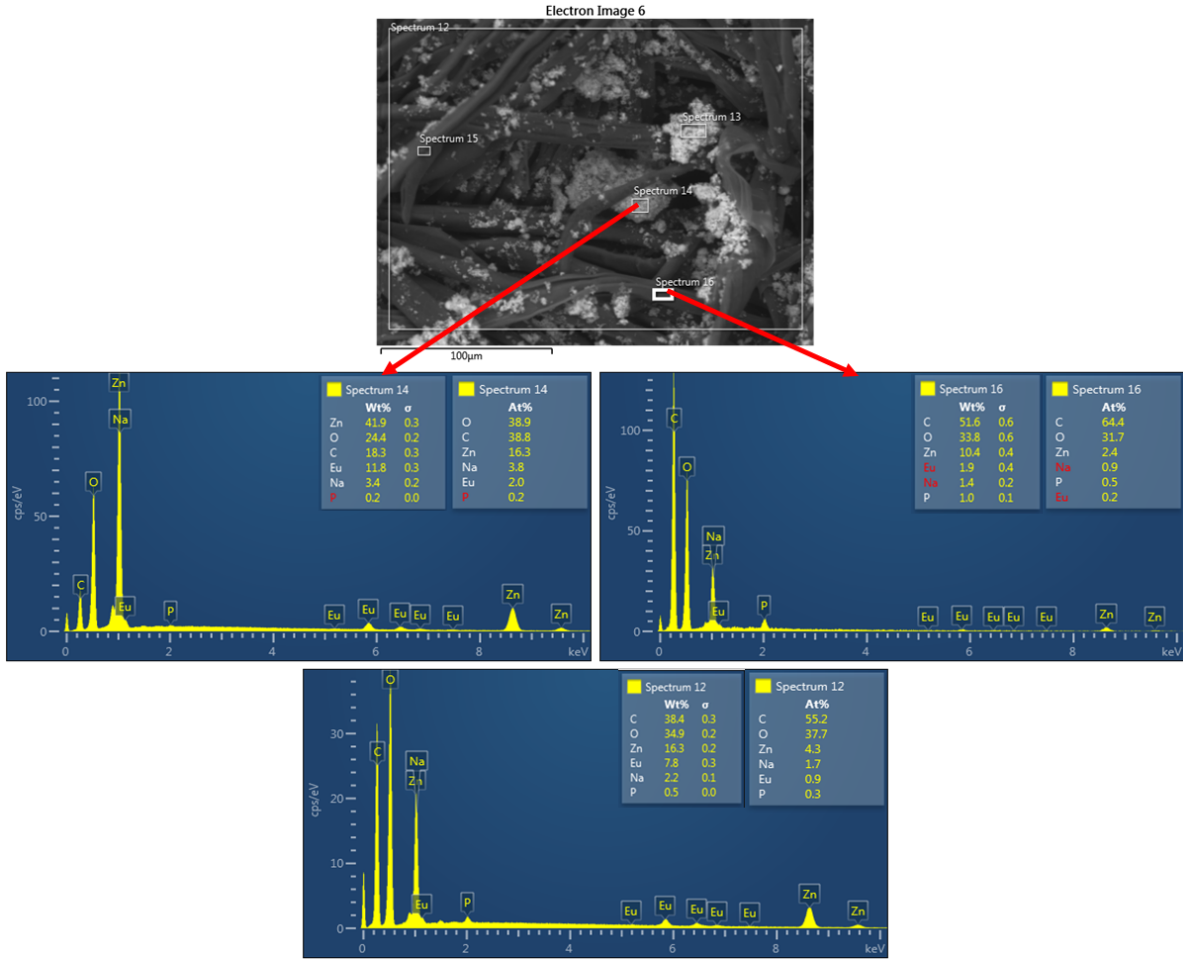 Electron Image 6
Spectrum 12
Spectrum 13
Spectrum 15
Spectrum 14
Spectrum 16
100µm
Spectrum 14
Wt% σ
Zn 41.9 0.3
O 24.4 0.2
C 18.3 0.3
Eu 11.8 0.3
Na 3.4 0.2
P 0.2 0.0
Spectrum 14
At%
O 38.9
C 38.8
Zn 16.3
Na 3.8
Eu 2.0
P 0.2
Zn
Na
O
C
Eu
P
Eu Eu Eu Eu Eu
Zn
Zn
100
50
0
cps/eV
0 2 4 6 8 keV
Spectrum 16
Wt% σ
C 51.6 0.6
O 33.8 0.6
Zn 10.4 0.4
Eu 1.9 0.4
Na 1.4 0.2
P 1.0 0.1
Spectrum 16
At%
C 64.4
O 31.7
Zn 2.4
Na 0.9
P 0.5
Eu 0.2
C
O
Na
Zn
Eu
P
Eu Eu Eu Eu Eu
Zn
Zn
100
50
0
cps/eV
0 2 4 6 8 keV
Spectrum 12
Wt% σ
C 38.4 0.3
O 34.9 0.2
Zn 16.3 0.2
Eu 7.8 0.3
Na 2.2 0.1
P 0.5 0.0
Spectrum 12
At%
C 55.2
O 37.7
Zn 4.3
Na 1.7
Eu 0.9
P 0.3
O
C
Na
Zn
Eu
P
Eu Eu Eu Eu Eu
Zn
Zn
30
20
10
0
cps/eV
0 2 4 6 8 keV